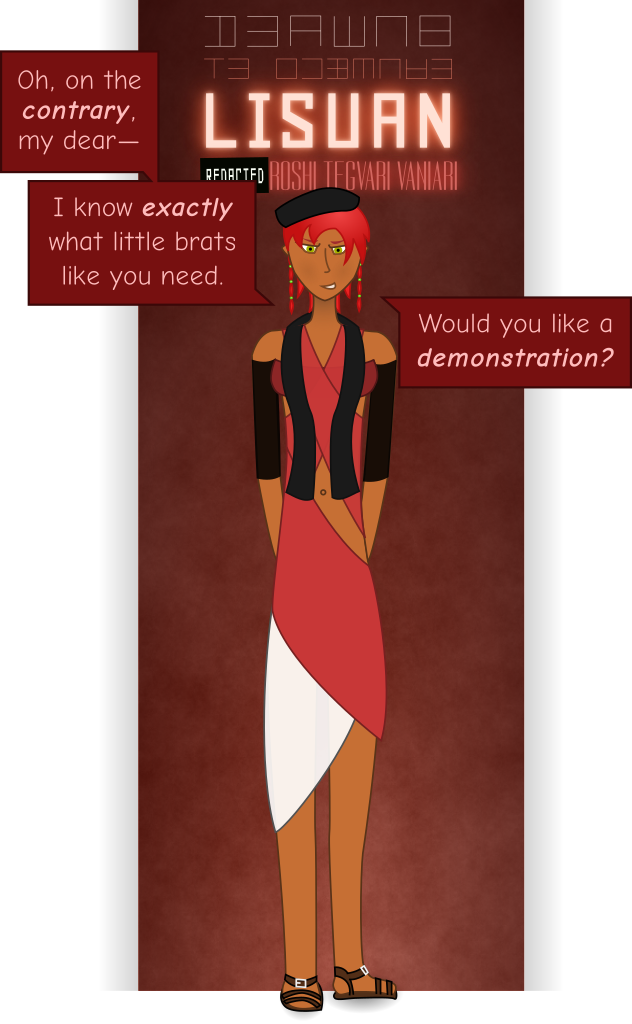 LISUAN
REDACTED ROSHI TEGVARI VANIARI
Oh, on the
contrary,
my dear—
I know exactly
what little brats
like you need.
Would you like a
demonstration?